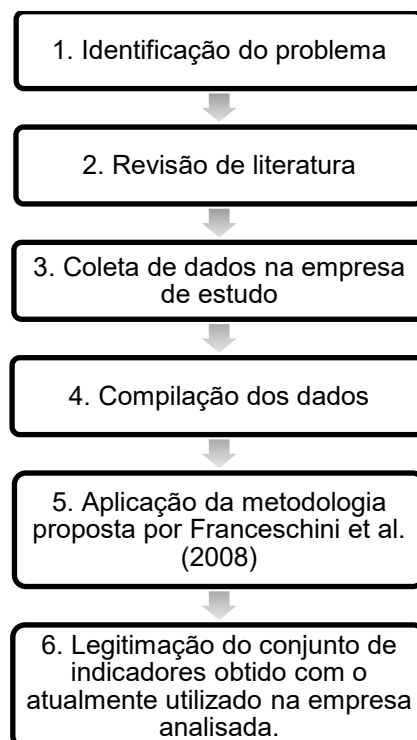 1. Identificação do problema
2. Revisão de literatura
3. Coleta de dados na empresa
de estudo
4. Compilação dos dados
5. Aplicação da metodologia
proposta por Franceschini et al.
(2008)
6. Legitimação do conjunto de
indicadores obtido com o
atualmente utilizado na empresa
analisada.